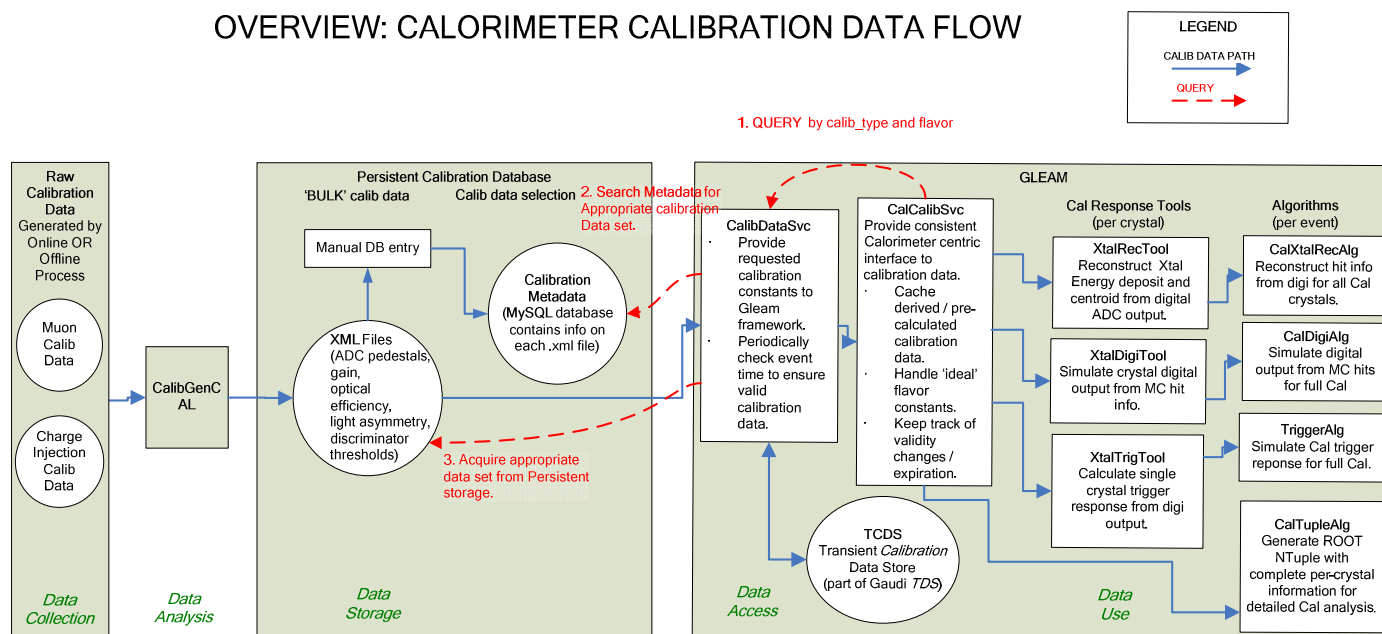 OVERVIEW: CALORIMETER CALIBRATION DATA FLOW
LEGEND
CALIB DATA PATH
QUERY
1. QUERY by calib_type and flavor
Raw
Calibration
Data
Generated by
Online OR
Offline
Process
Muon
Calib
Data
Charge
Injection
Calib
Data
Data
Collection
CalibGenC
AL
Data
Analysis
Persistent Calibration Database
'BULK' calib data
Calib data selection
Manual DB entry
Calibration
Metadata
(MySQL database
contains info on
each .xml file)
XML Files
(ADC pedestals,
gain,
optical
efficiency,
light asymmetry,
discriminator
thresholds)
Data
Storage
2. Search Metadata for
Appropriate calibration
Data set.
3. Acquire appropriate
data set from Persistent
storage.
GLEAM
CalibDataSvc
· Provide
requested
calibration
constants to
Gleam
framework.
· Periodically
check event
time to ensure
valid
calibration
data.
CalCalibSvc
Provide consistent
Calorimeter centric
interface to
calibration data.
· Cache
derived / pre-
calculated
calibration
data.
· Handle 'ideal'
flavor
constants.
· Keep track of
validity
changes /
expiration.
TCDS
Transient Calibration
Data Store
(part of Gaudi TDS)
Data
Access
Cal Response Tools
(per crystal)
XtalRecTool
Reconstruct Xtal
Energy deposit and
centroid from digital
ADC output.
XtalDigiTool
Simulate crystal digital
output from MC hit
info.
XtalTrigTool
Calculate single
crystal trigger
response from digi
output.
Data
Use
Algorithms
(per event)
CalXtalRecAlg
Reconstruct hit info
from digi for all Cal
crystals.
CalDigiAlg
Simulate digital
output from MC hits
for full Cal
TriggerAlg
Simulate Cal trigger
reponse for full Cal.
CalTupleAlg
Generate ROOT
NTuple with
complete per-crystal
information for
detailed Cal analysis.